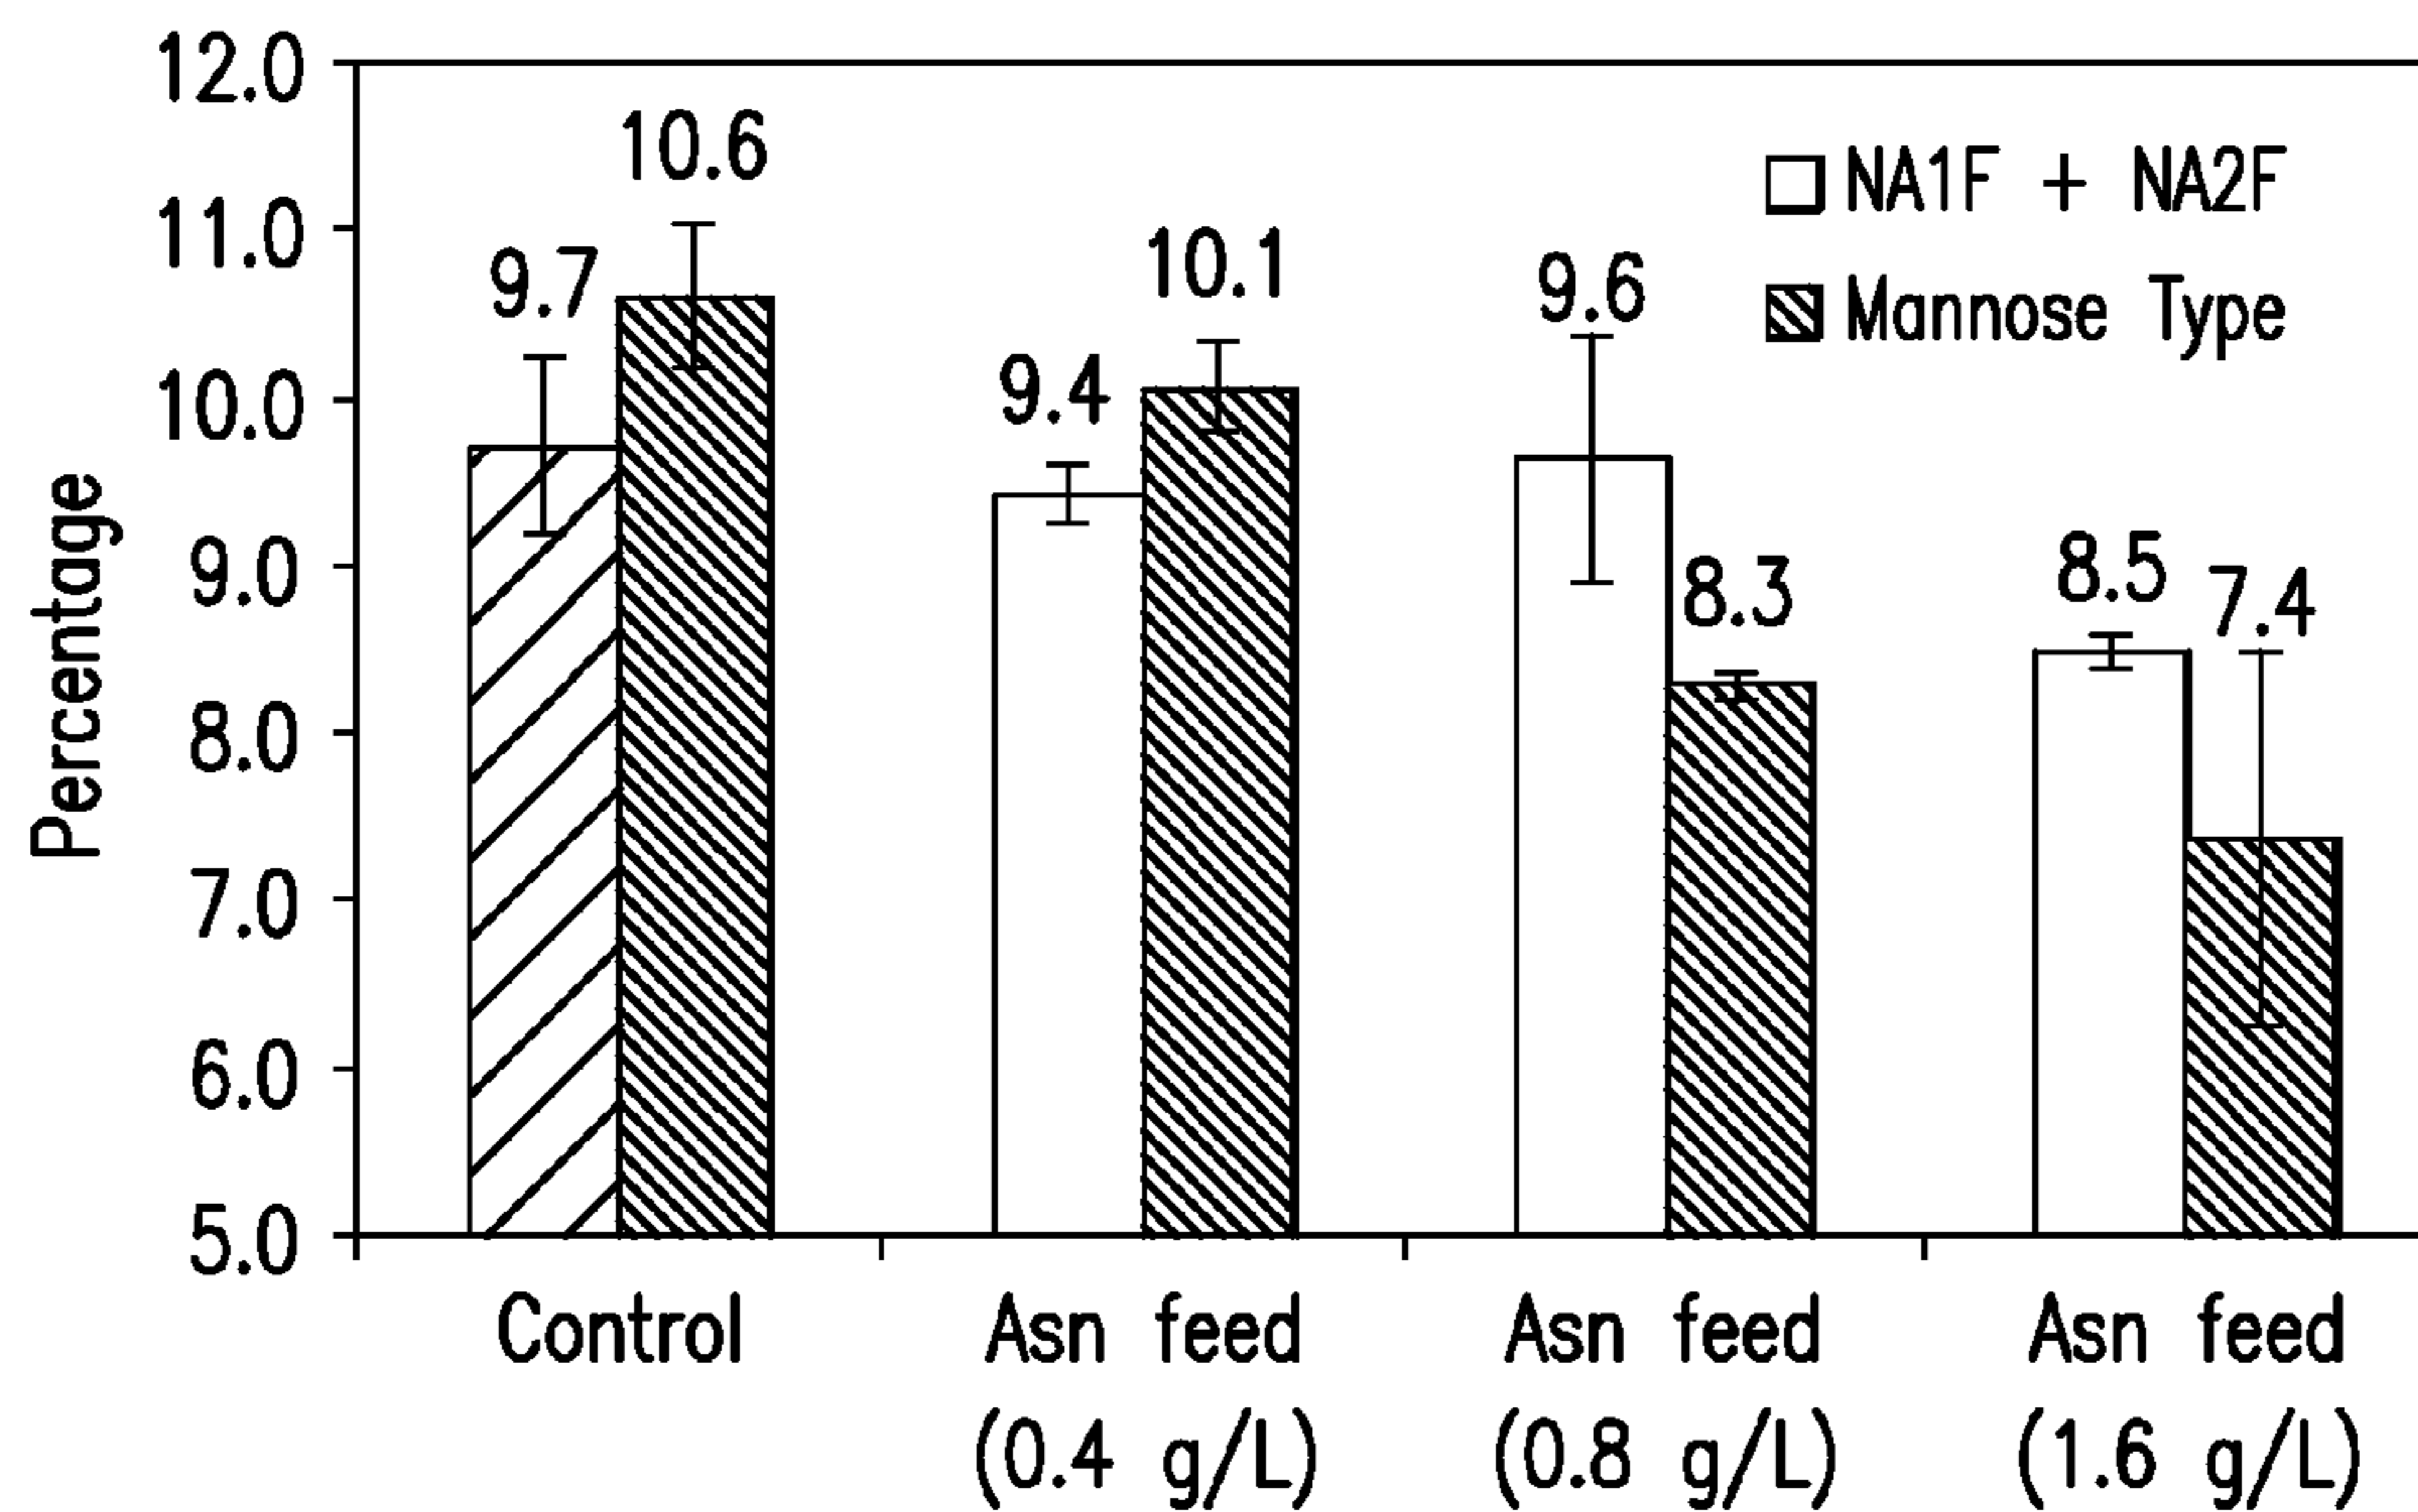 Percentage
12.0
11.0
10.0
9.0
8.0
7.0
6.0
5.0
9.7
10.6
9.4
10.1
9.6
8.3
8.5
7.4
NA1F + NA2F
Mannose Type
Control
Asn feed
(0.4 g/L)
Asn feed
(0.8 g/L)
Asn feed
(1.6 g/L)